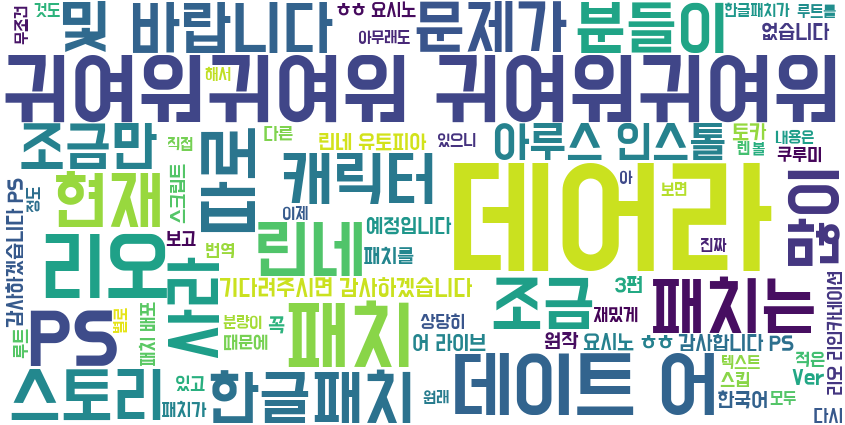 무조건 것도 및 바랍니다 ㅎㅎ 요시노 문제가 분들이 한글패치가 루트를
아무래도 없습니다
귀여워귀여워 귀여워귀여워
해서
조금만 직접 파로 다른 린네 유토피아 있으니 아루스 인스톨 토카 내용은
렌 볼 쿠루미
캐릭터 데어라 아 보면 많이
현재 스크립트 이제 진짜
감사하겠습니다 PS 정도
리오 보고 번역 린네 예정입니다
패치를
사라 기다려주시면 감사하겠습니다 조금 3편 패치는
PS 별로 분량이 꼭 패치 상당히 재밌게
루트 패치 배포 때문에 어 라이브 원작 요시노 ㅎㅎ 감사합니다 PS 리오 리인카네이션
스토리 있고 한글패치 데이트 어 텍스트 적은
스킵 Ver
패치가 원래 한국어 모두
다시